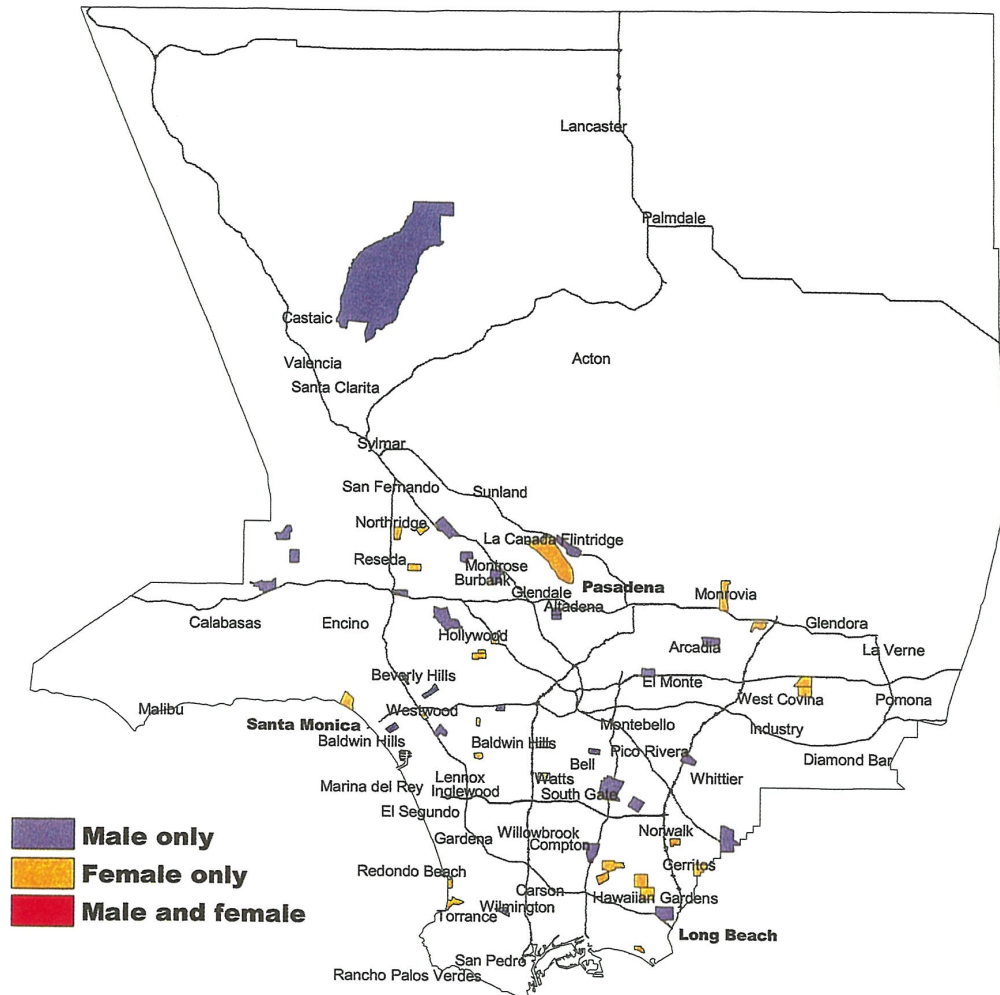 Lancaster
Palmdale
Castaic
Acton
Valencia
Santa Clarita
Sylmar
San Fernando
Sunland
Northridge
La Canada Flintridge
Reseda
Montrose
Burbank
Pasadena
Glendale
Monrovia
Altadena
Calabasas
Encino
Hollywood
Glendora
Arcadia
La Verne
Beverly Hills
El Monte
West Covina
Pomona
Malibu
Westwood
Santa Monica
Montebello
Industry
Baldwin Hills
Baldwin Hills
Pico Rivera
Diamond Bar
Bell
Whittier
Lennox
Watts
Marina del Rey
Inglewood
South Gate
El Segundo
Male only
Gardena
Willowbrook
Norwalk
Compton
Cerritos
Female only
Redondo Beach
Carson
Hawaiian Gardens
Male and female
Torrance
Wilmington
Long Beach
San Pedro
Rancho Palos Verdes